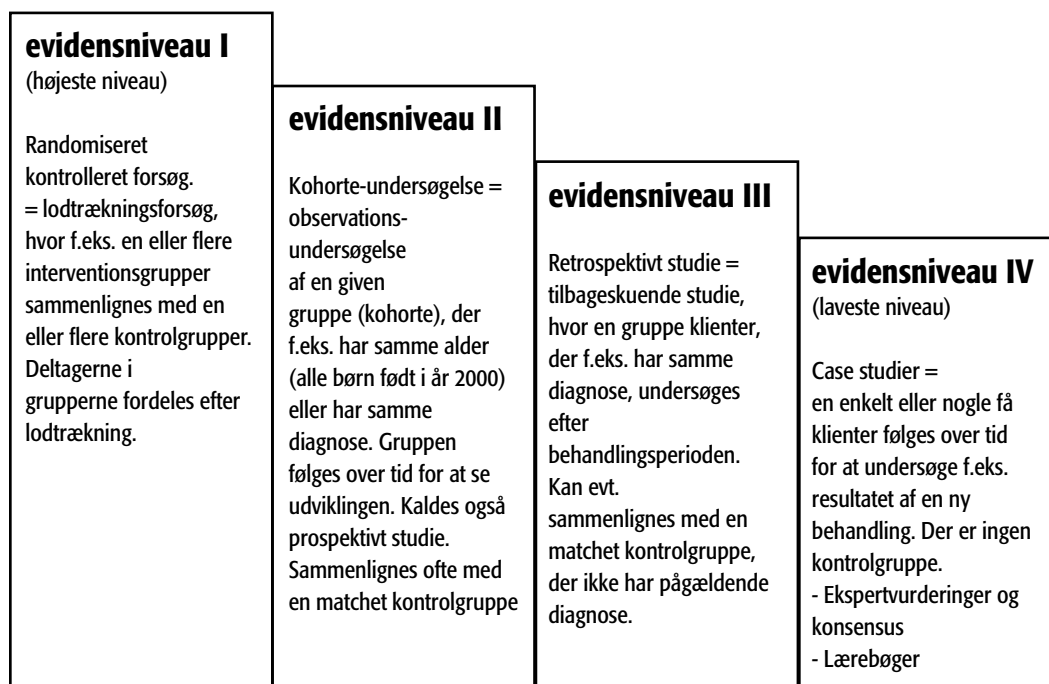 evidensniveau I
(højeste niveau)
Randomiseret
kontrolleret forsøg.
= lodtrækningsforsøg,
hvor f.eks. en eller flere
interventionsgrupper
sammenlignes med en
eller flere kontrolgrupper.
Deltagerne i
grupperne fordeles efter
lodtrækning.
evidensniveau II
Kohorte-undersøgelse =
observations-
undersøgelse
af en given
gruppe (kohorte), der
f.eks. har samme alder
(alle børn født i år 2000)
eller har samme
diagnose. Gruppen
følges over tid for at se
udviklingen. Kaldes også
prospektivt studie.
Sammenlignes ofte med
en matchet kontrolgruppe
evidensniveau III
Retrospektivt studie =
tilbageskuende studie,
hvor en gruppe klienter,
der f.eks. har samme
diagnose, undersøges
efter
behandlingsperioden.
Kan evt.
sammenlignes med en
matchet kontrolgruppe,
der ikke har pågældende
diagnose.
evidensniveau IV
(laveste niveau)
Case studier =
en enkelt eller nogle få
klienter følges over tid
for at undersøge f.eks.
resultatet af en ny
behandling. Der er ingen
kontrolgruppe.
- Ekspertvurderinger og
konsensus
- Lærebøger